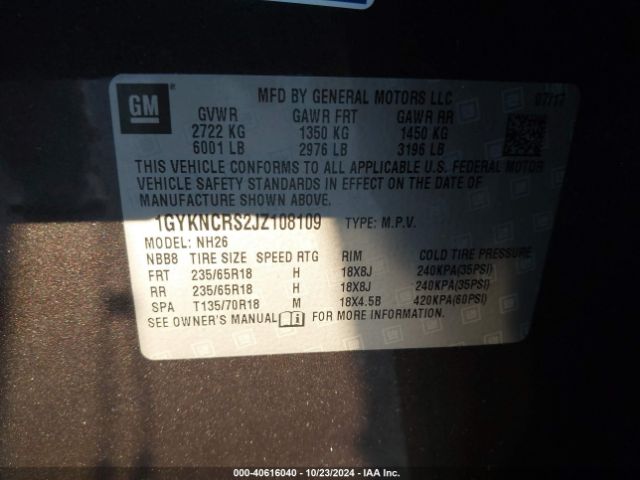 GM
MFD BY GENERAL MOTORS LLC 07/17
GVWR GAWR FRT GAWR RR
2722 KG 1350 KG 1450 KG
6001 LB 2976 LB 3196 LB
THIS VEHICLE CONFORMS TO ALL APPLICABLE U.S. FEDERAL MOTOR
VEHICLE SAFETY STANDARDS IN EFFECT ON THE DATE OF
MANUFACTURE SHOWN ABOVE.
1GYKNCRS2JZ108109 TYPE: M.P.V.
MODEL: NH26
NBB8 TIRE SIZE SPEED RTG RIM COLD TIRE PRESSURE
FRT 235/65R18 H 18X8J 240KPA(35PSI)
RR 235/65R18 H 18X8J 240KPA(35PSI)
SPA T135/70R18 M 18X4.5B 420KPA(60PSI)
SEE OWNER'S MANUAL FOR MORE INFORMATION.
000-40616040 - 10/23/2024 - IAA Inc.